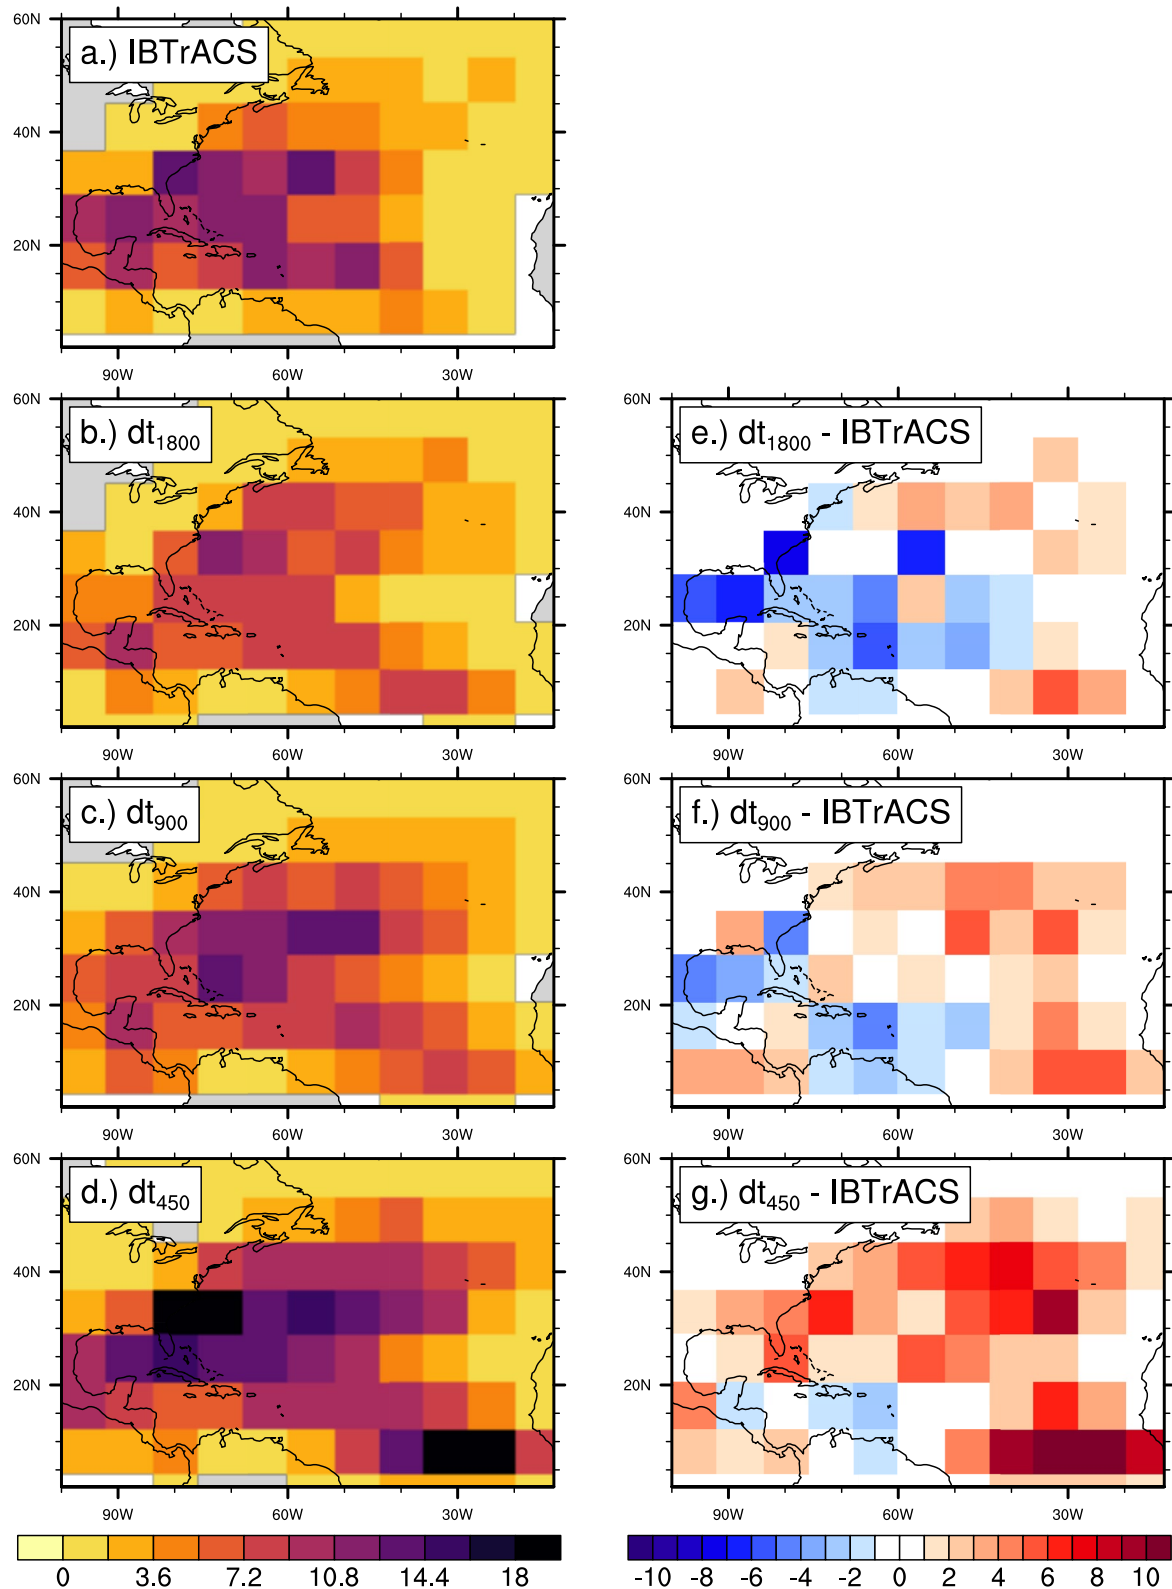 60N
a.) IBTrACS
40N
20N
90W 60W 30W
60N
b.) dt1800
40N
20N
90W 60W 30W
60N
e.) dt1800 - IBTrACS
40N
20N
90W 60W 30W
60N
c.) dt900
40N
20N
90W 60W 30W
60N
f.) dt900 - IBTrACS
40N
20N
90W 60W 30W
60N
d.) dt450
40N
20N
90W 60W 30W
60N
g.) dt450 - IBTrACS
40N
20N
90W 60W 30W
0 3.6 7.2 10.8 14.4 18
-10 -8 -6 -4 -2 0 2 4 6 8 10